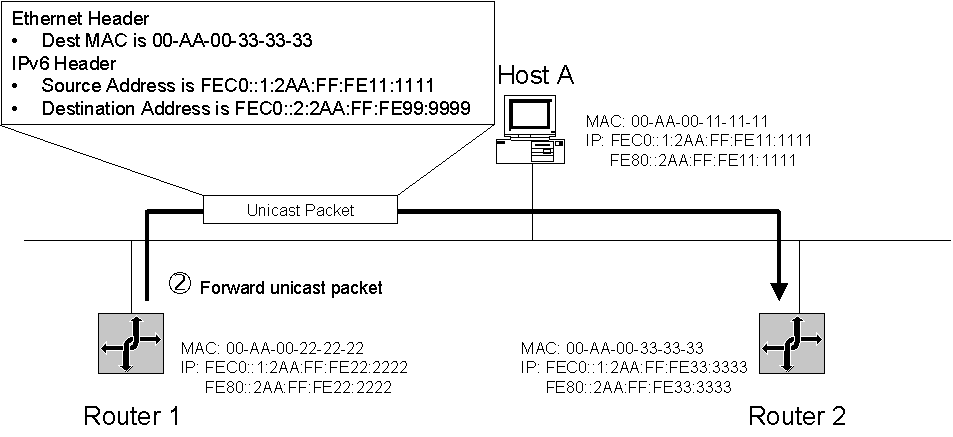 Ethernet Header
• Dest MAC is 00-AA-00-33-33-33
IPv6 Header
• Source Address is FEC0::1:2AA:FF:FE11:1111
• Destination Address is FEC0::2:2AA:FF:FE99:9999
Host A
MAC: 00-AA-00-11-11-11
IP: FEC0::1:2AA:FF:FE11:1111
FE80::2AA:FF:FE11:1111
Unicast Packet
② Forward unicast packet
MAC: 00-AA-00-22-22-22
IP: FEC0::1:2AA:FF:FE22:2222
FE80::2AA:FF:FE22:2222
Router 1
MAC: 00-AA-00-33-33-33
IP: FEC0::1:2AA:FF:FE33:3333
FE80::2AA:FF:FE33:3333
Router 2